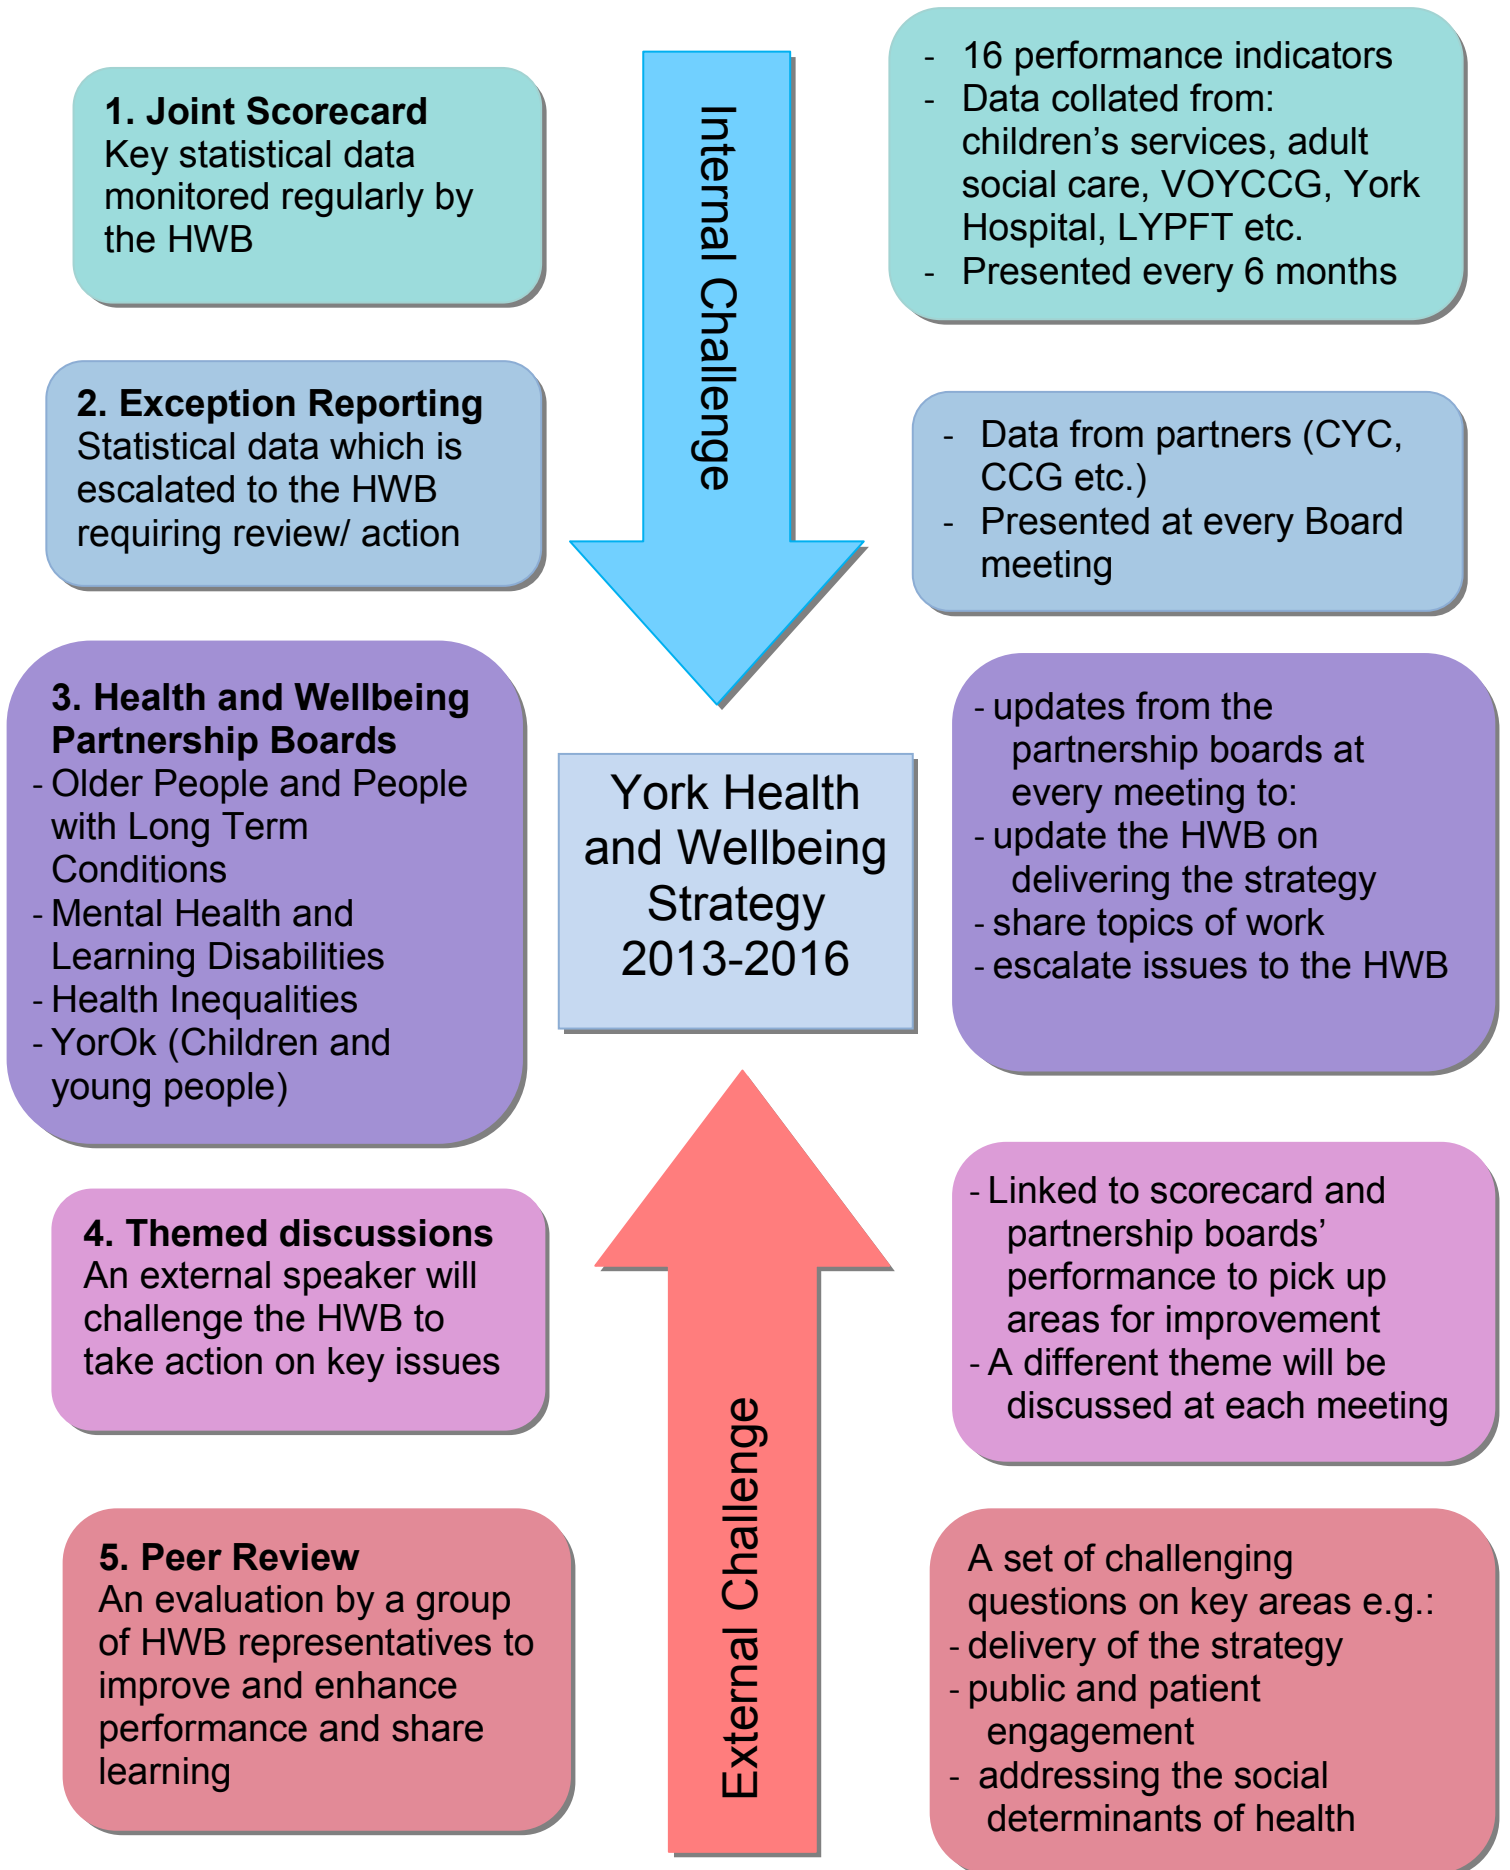 1. Joint Scorecard
Key statistical data
monitored regularly by
the HWB
Internal Challenge
- 16 performance indicators
- Data collated from:
children’s services, adult
social care, VOYCCG, York
Hospital, LYPFT etc.
- Presented every 6 months
2. Exception Reporting
Statistical data which is
escalated to the HWB
requiring review/ action
- Data from partners (CYC,
CCG etc.)
- Presented at every Board
meeting
3. Health and Wellbeing
Partnership Boards
- Older People and People
with Long Term
Conditions
- Mental Health and
Learning Disabilities
- Health Inequalities
- YorOk (Children and
young people)
York Health
and Wellbeing
Strategy
2013-2016
- updates from the
partnership boards at
every meeting to:
- update the HWB on
delivering the strategy
- share topics of work
- escalate issues to the HWB
4. Themed discussions
An external speaker will
challenge the HWB to
take action on key issues
External Challenge
- Linked to scorecard and
partnership boards’
performance to pick up
areas for improvement
- A different theme will be
discussed at each meeting
5. Peer Review
An evaluation by a group
of HWB representatives to
improve and enhance
performance and share
learning
A set of challenging
questions on key areas e.g.:
- delivery of the strategy
- public and patient
engagement
- addressing the social
determinants of health